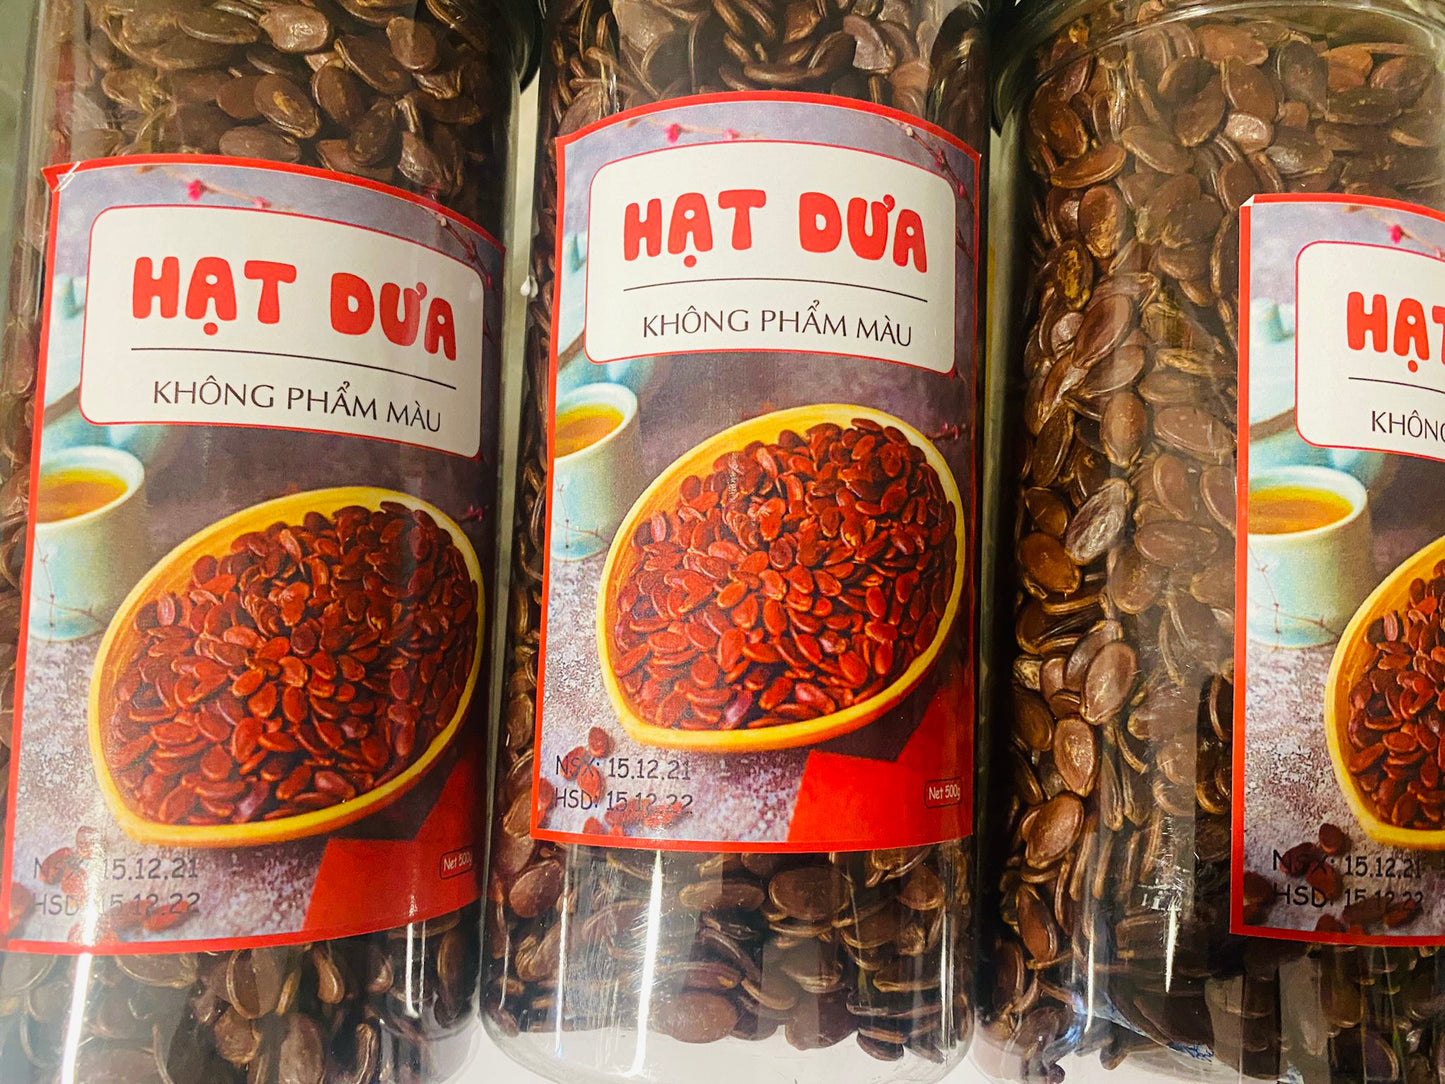 HẠT DƯA
KHÔNG PHẨM MÀU
NSX: 15.12.21
HSD: 15.12.22
Net 500g
HẠT DƯA
KHÔNG PHẨM MÀU
NSX: 15.12.21
HSD: 15.12.22
Net 500g
HẠT
KHÔNG
NSX: 15.12.21
HSD: 15.12.22